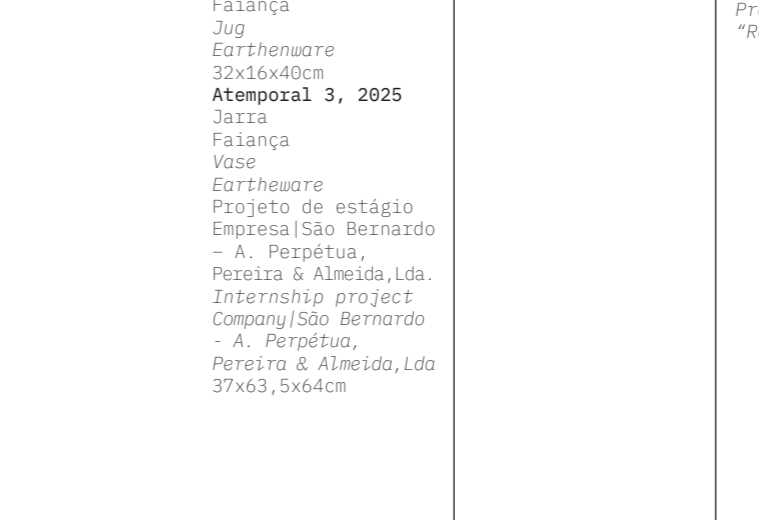 Faiança
Jug
Earthenware
32x16x40cm
Atemporal 3, 2025
Jarra
Faiança
Vase
Eartheware
Projeto de estágio
Empresa|São Bernardo
– A. Perpétua,
Pereira & Almeida,Lda.
Internship project
Company|São Bernardo
- A. Perpétua,
Pereira & Almeida,Lda
37x63,5x64cm